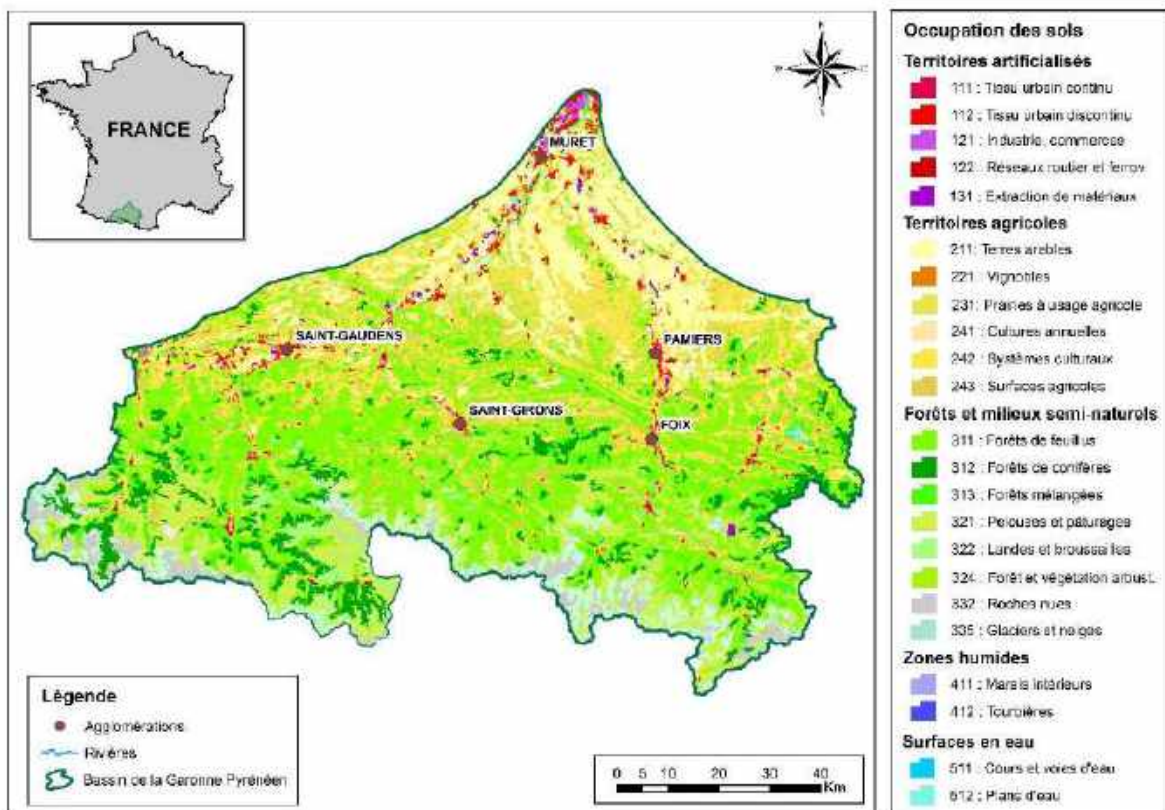 FRANCE
MURET
SAINT-GAUDENS
PAMIERS
SAINT-GIRONS
FOIX
Légende
Agglomérations
Rivières
Bassin de la Garonne Pyrénéen
0 5 10 20 30 40
Km
Occupation des sols
Territoires artificialisés
111 : Tissu urbain continu
112 : Tissu urbain discontinu
121 : Industrie, commerce
122 : Réseaux routier et ferrov
131 : Extraction de matériaux
Territoires agricoles
211 : Terres arables
221 : Vignobles
231 : Prairies à usage agricole
241 : Cultures annuelles
242 : Systèmes culturaux
243 : Surfaces agricoles
Forêts et milieux semi-naturels
311 : Forêts de feuillus
312 : Forêts de conifères
313 : Forêts mélangées
321 : Pelouses et pâturages
322 : Landes et broussailles
324 : Forêt et végétation arbust.
332 : Roches nues
335 : Glaciers et neiges
Zones humides
411 : Marais intérieurs
412 : Tourbières
Surfaces en eau
511 : Cours et voies d'eau
512 : Plans d'eau